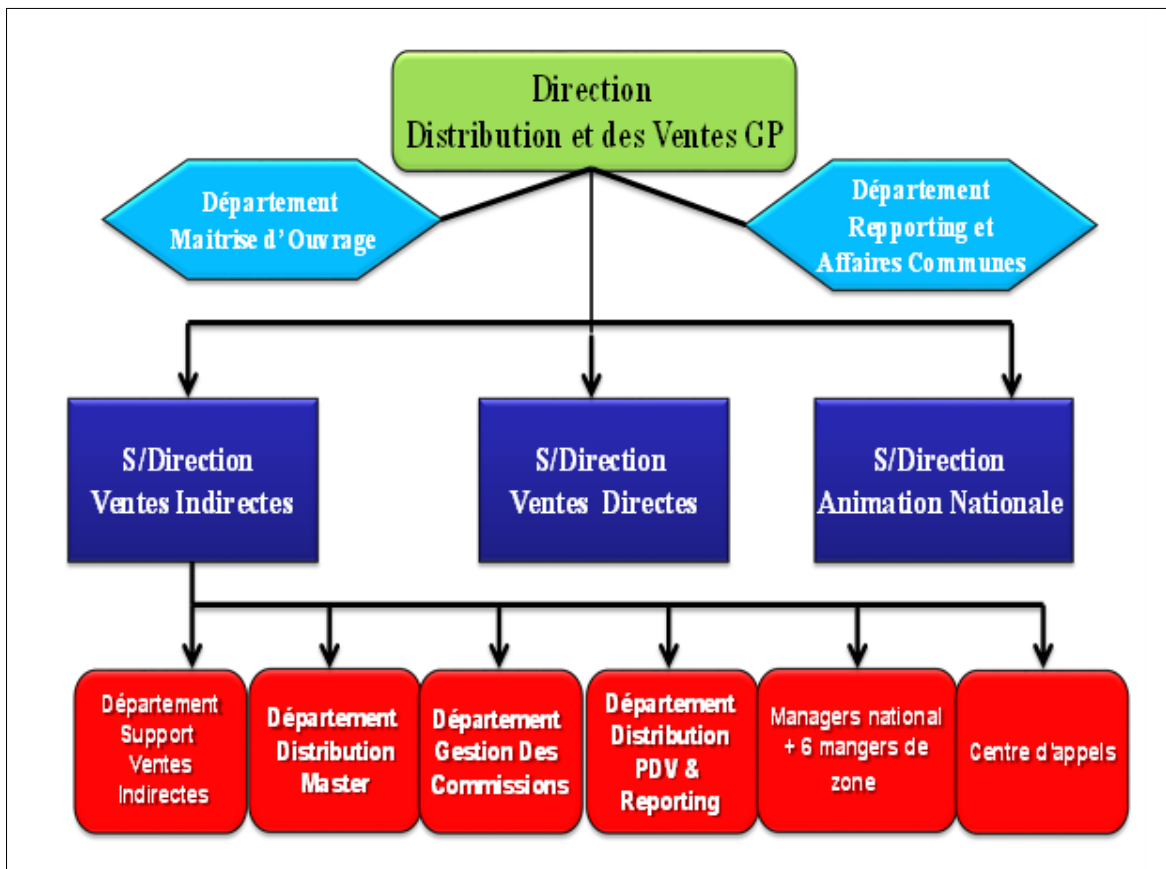 Direction
Distribution et des Ventes GP
Département
Maitrise d’Ouvrage
Département
Repporting et
Affaires Communes
S/Direction
Ventes Indirectes
S/Direction
Ventes Directes
S/Direction
Animation Nationale
Département
Support
Ventes
Indirectes
Département
Distribution
Master
Département
Gestion Des
Commissions
Département
Distribution
PDV &
Reporting
Managers national
+ 6 mangers de
zone
Centre d'appels